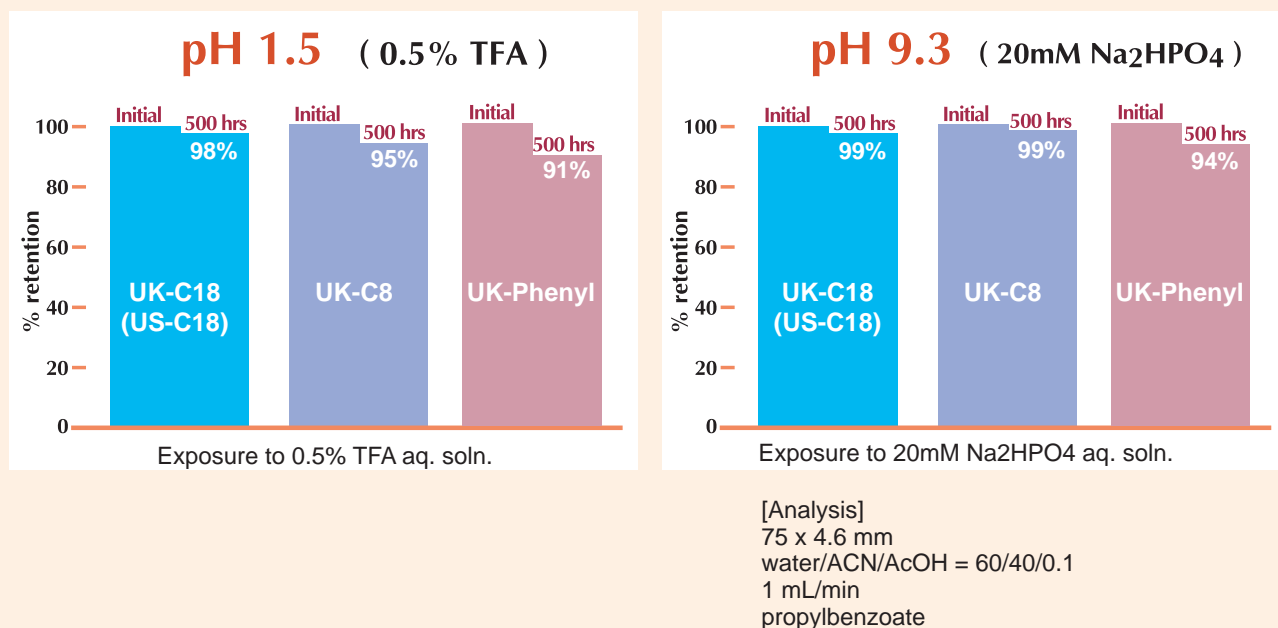 pH 1.5 ( 0.5% TFA )
% retention
100
80
60
40
20
0
Initial
500 hrs
98%
UK-C18
(US-C18)
Initial
500 hrs
95%
UK-C8
Initial
500 hrs
91%
UK-Phenyl
Exposure to 0.5% TFA aq. soln.
pH 9.3 ( 20mM Na2HPO4 )
% retention
100
80
60
40
20
0
Initial
500 hrs
99%
UK-C18
(US-C18)
Initial
500 hrs
99%
UK-C8
Initial
500 hrs
94%
UK-Phenyl
Exposure to 20mM Na2HPO4 aq. soln.
[Analysis]
75 x 4.6 mm
water/ACN/AcOH = 60/40/0.1
1 mL/min
propylbenzoate